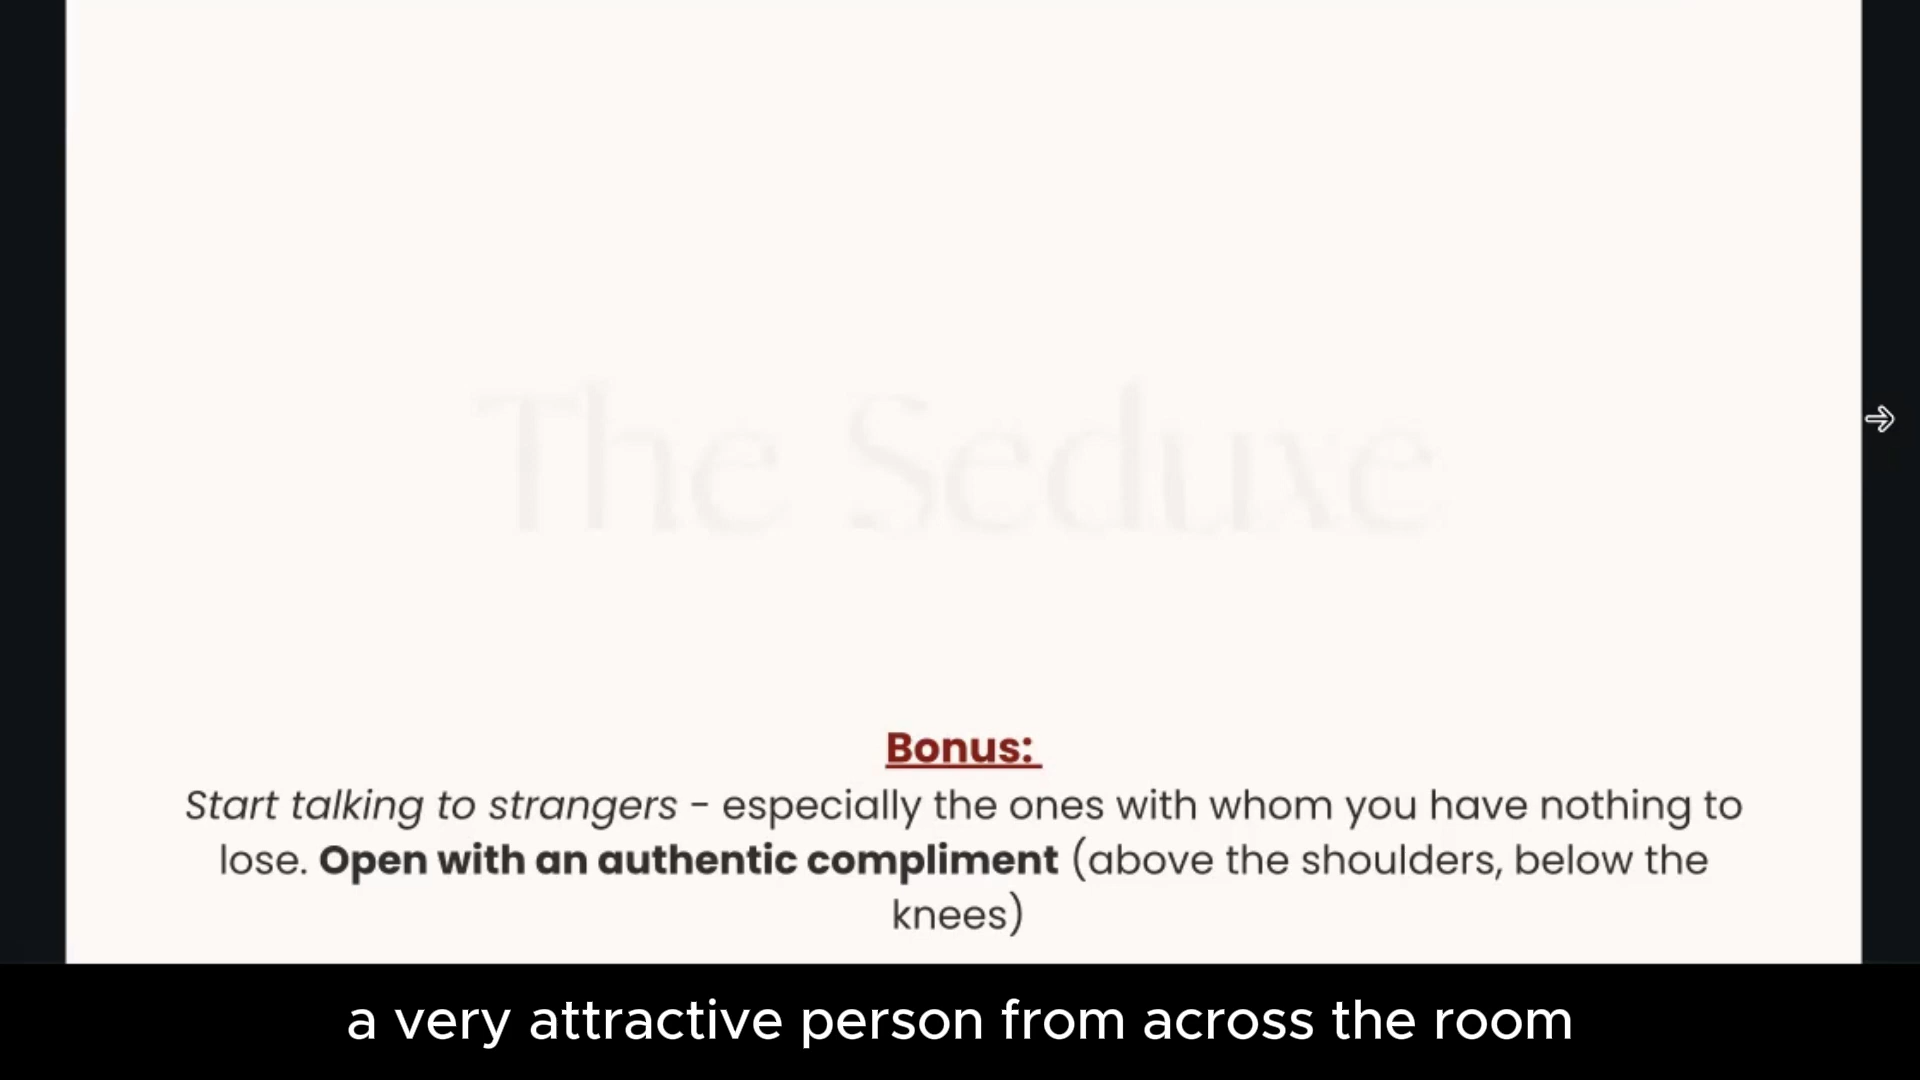 The Seduxe
Bonus:
Start talking to strangers - especially the ones with whom you have nothing to
lose. Open with an authentic compliment (above the shoulders, below the
knees)
a very attractive person from across the room